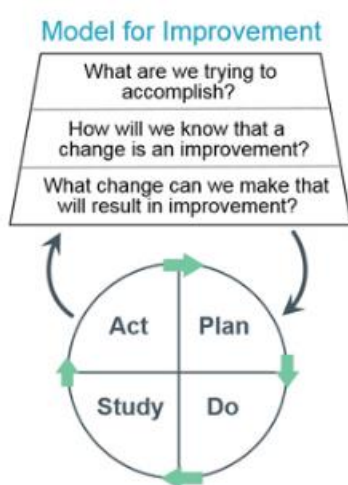 Model for Improvement
What are we trying to
accomplish?
How will we know that a
change is an improvement?
What change can we make that
will result in improvement?
Act
Plan
Study
Do